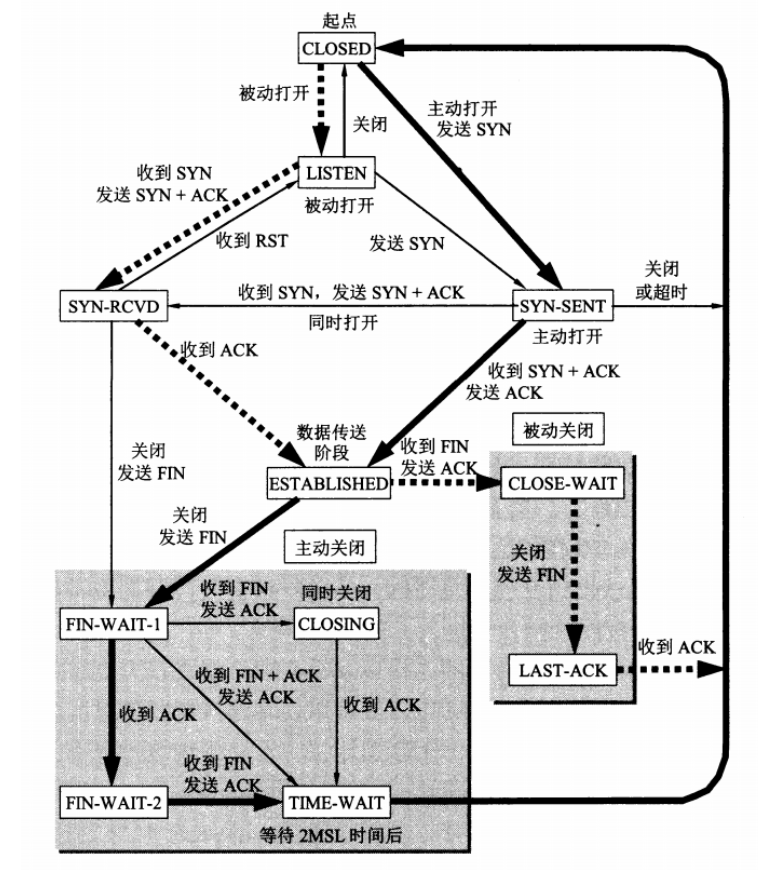 起点
CLOSED
被动打开
关闭
主动打开
发送 SYN
收到 SYN
发送 SYN + ACK
LISTEN
被动打开
收到 RST
发送 SYN
关闭
或超时
SYN-RCVD
收到 SYN，发送 SYN + ACK
同时打开
SYN-SENT
主动打开
收到 ACK
收到 SYN + ACK
发送 ACK
数据传送
阶段
被动关闭
关闭
发送 FIN
ESTABLISHED
收到 FIN
发送 ACK
CLOSE-WAIT
关闭
发送 FIN
主动关闭
关闭
发送 FIN
收到 FIN
发送 ACK
同时关闭
FIN-WAIT-1
CLOSING
LAST-ACK
收到 ACK
收到 FIN + ACK
发送 ACK
收到 ACK
收到 ACK
收到 FIN
发送 ACK
FIN-WAIT-2
TIME-WAIT
等待 2MSL 时间后